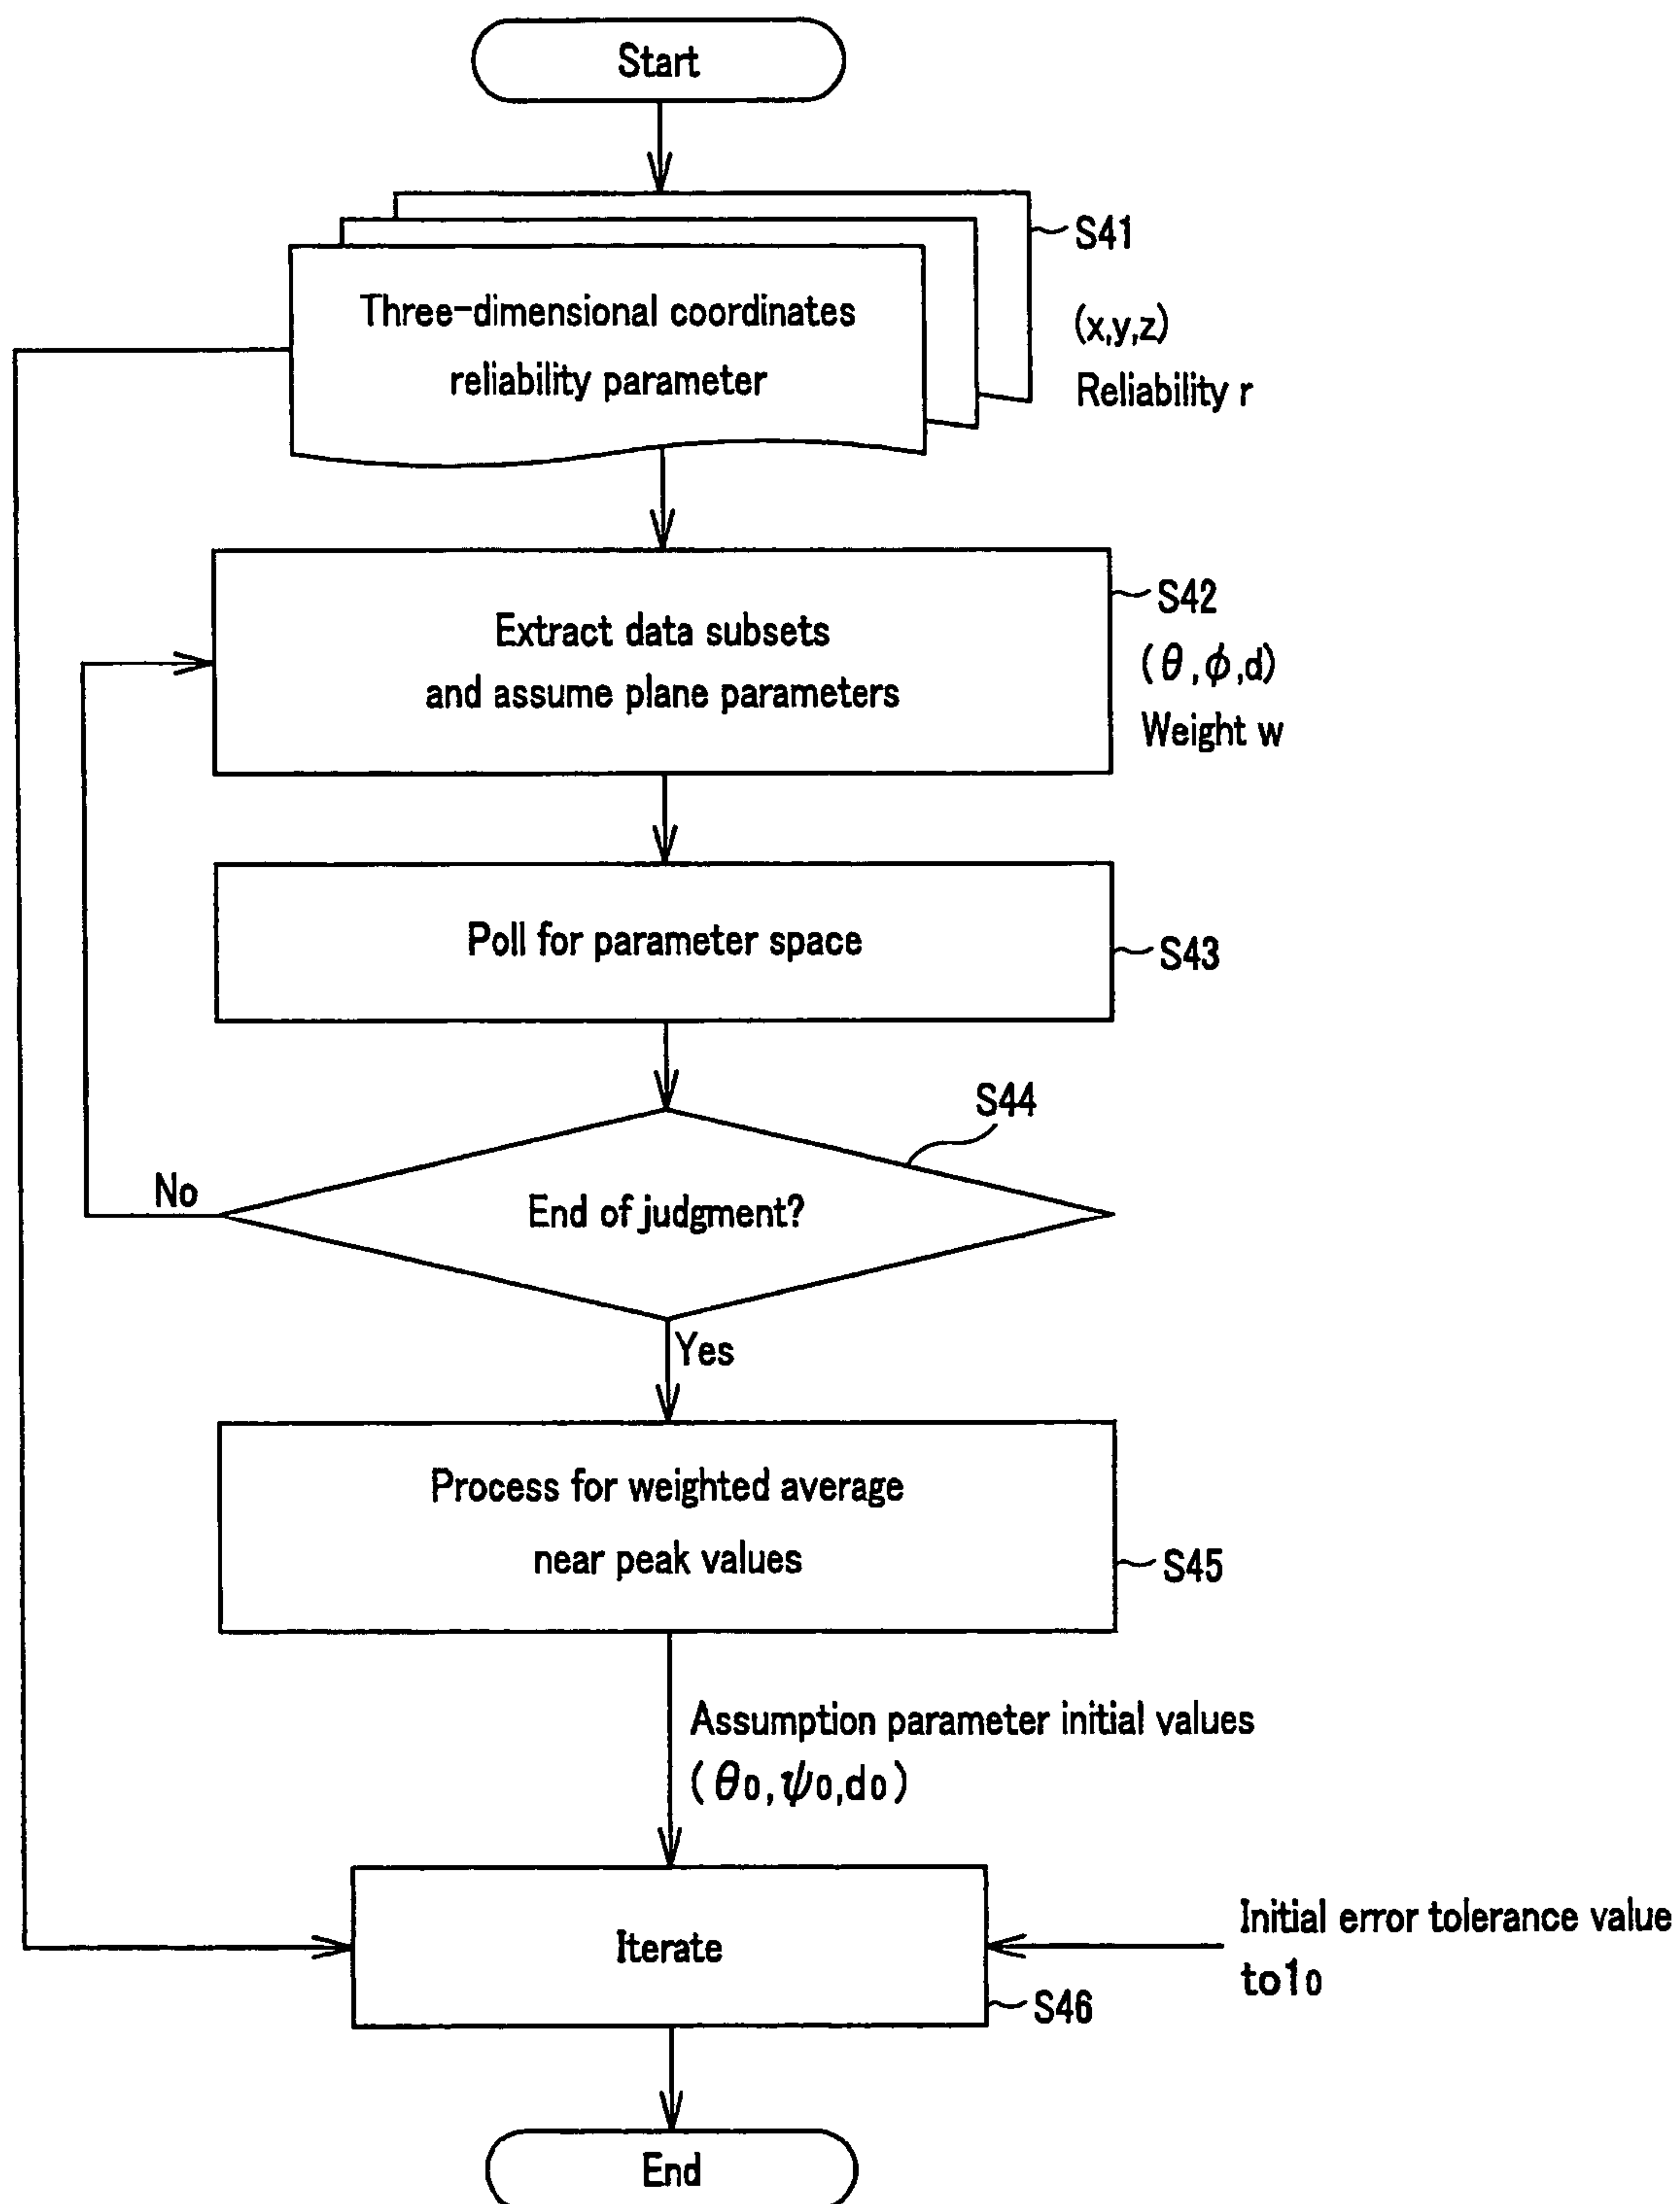 Start
S41
Three-dimensional coordinates
reliability parameter
(x,y,z)
Reliability r
S42
Extract data subsets
and assume plane parameters
(θ,φ,d)
Weight w
Poll for parameter space
S43
S44
No
End of judgment?
Yes
Process for weighted average
near peak values
S45
Assumption parameter initial values
(θ0,ψ0,d0)
Iterate
Initial error tolerance value
tol0
S46
End